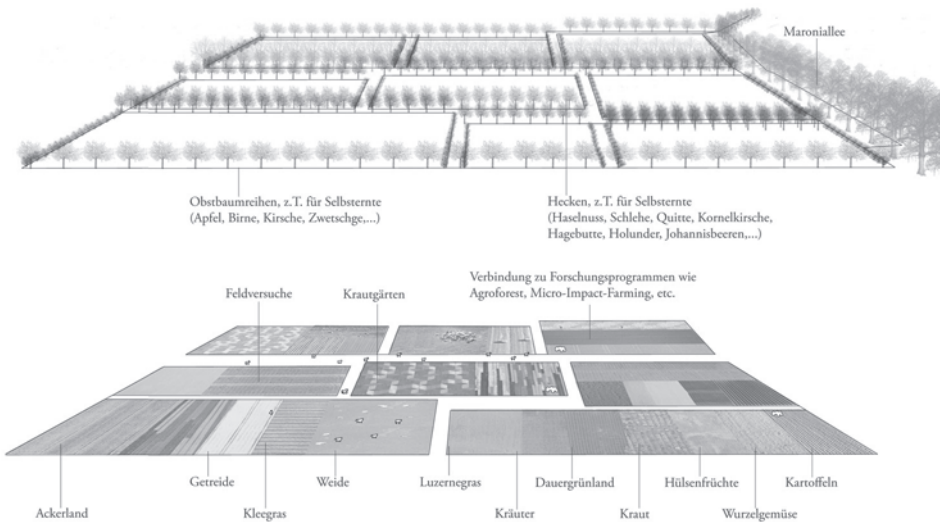 Maroniallee
Obstbaumreihen, z.T. für Selbsternte
(Apfel, Birne, Kirsche, Zwetschge,...)
Hecken, z.T. für Selbsternte
(Haselnuss, Schlehe, Quitte, Kornelkirsche,
Hagebutte, Holunder, Johannisbeeren,...)
Verbindung zu Forschungsprogrammen wie
Agroforest, Micro-Impact-Farming, etc.
Feldversuche
Krautgärten
Getreide
Weide
Luzernegras
Dauergrünland
Hülsenfrüchte
Kartoffeln
Ackerland
Kleegras
Kräuter
Kraut
Wurzelgemüse